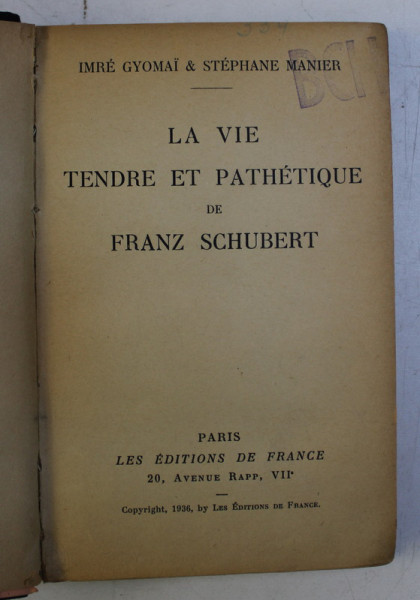 IMRÉ GYOMAÏ & STÉPHANE MANIER
LA VIE
TENDRE ET PATHÉTIQUE
DE
FRANZ SCHUBERT
PARIS
LES ÉDITIONS DE FRANCE
20, AVENUE RAPP, VIIᵉ
Copyright, 1936, by LES ÉDITIONS DE FRANCE.